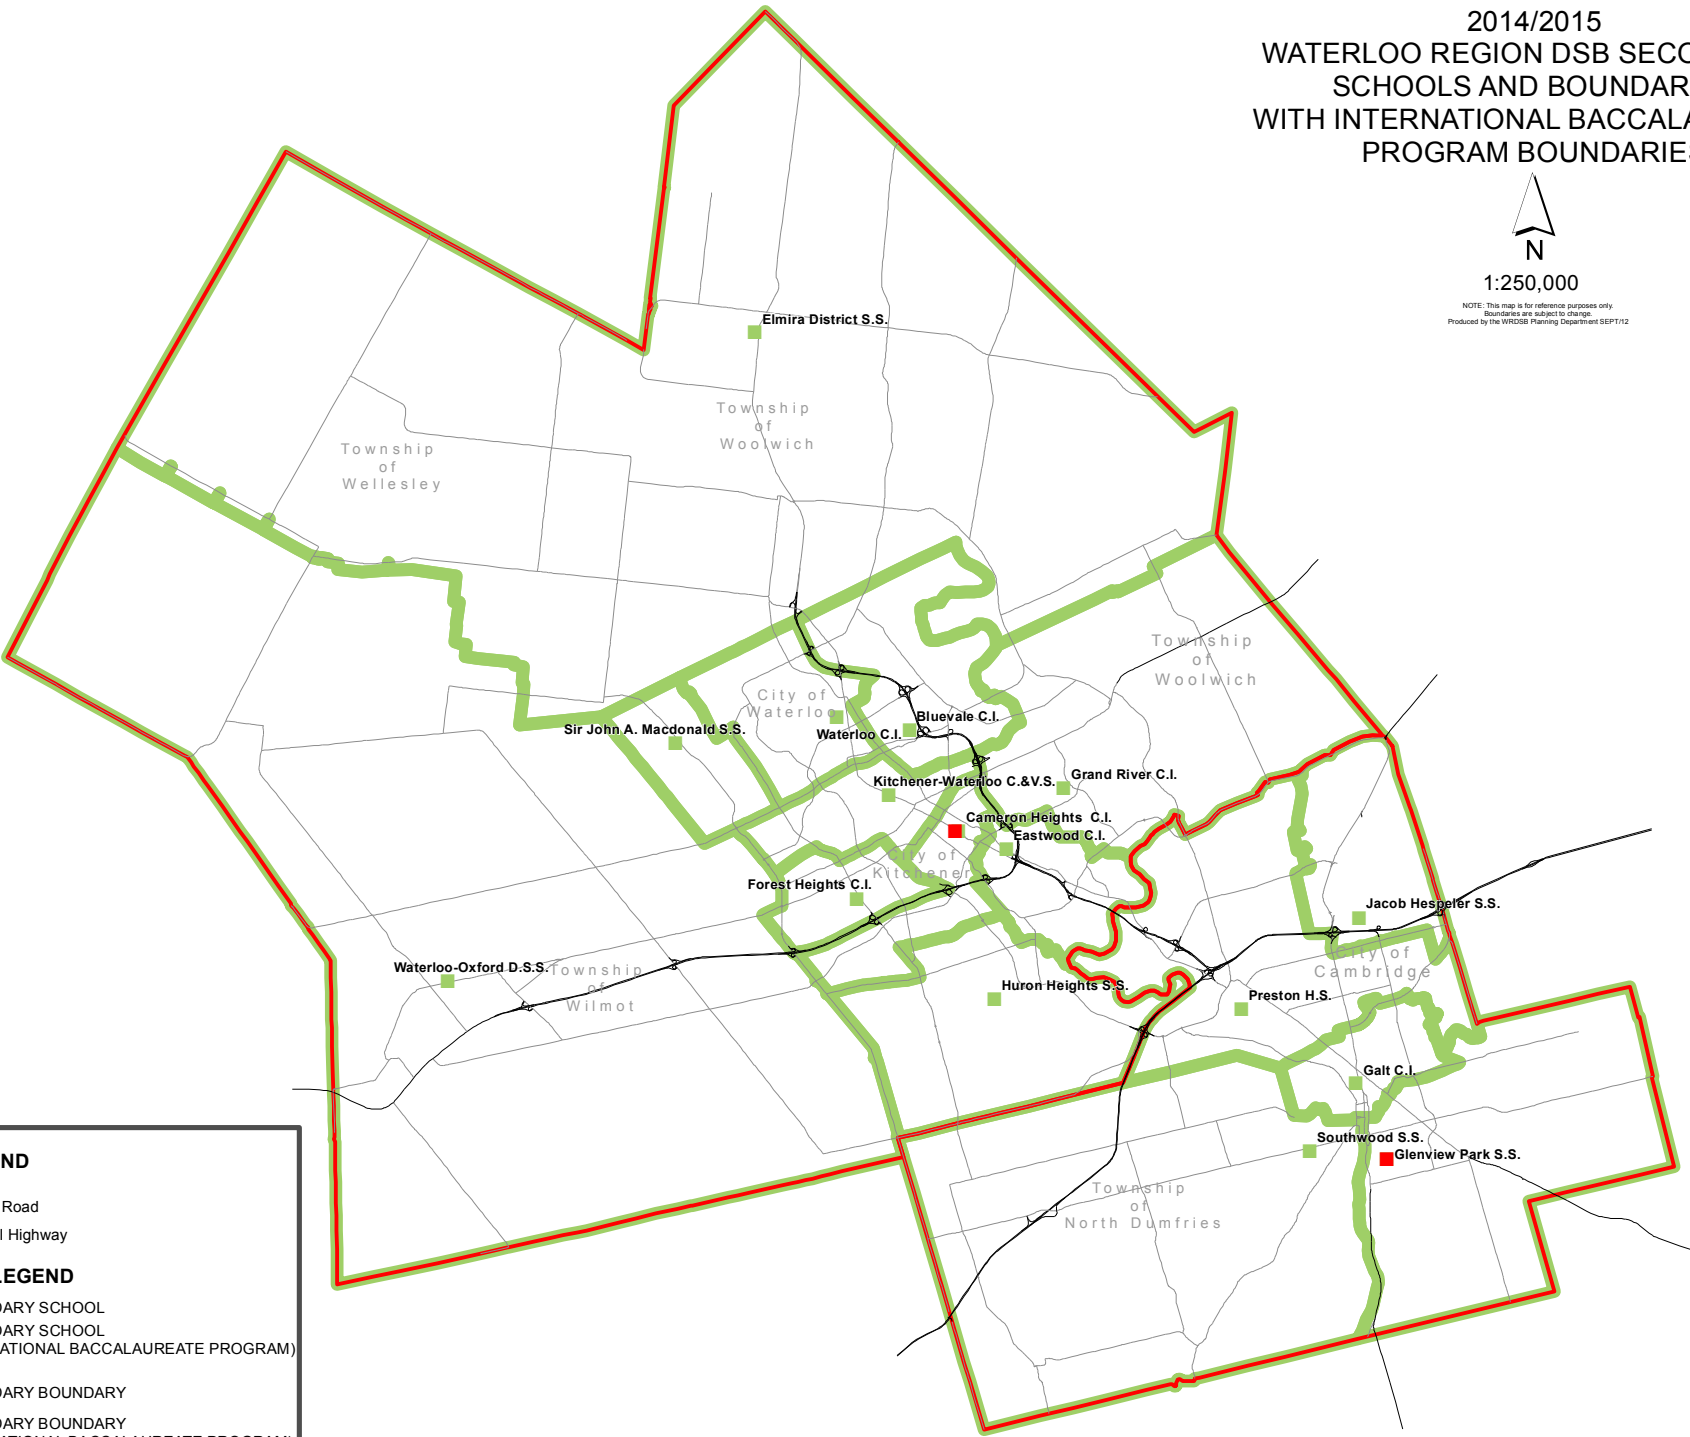 2014/2015
WATERLOO REGION DSB SECO
SCHOOLS AND BOUNDAR
WITH INTERNATIONAL BACCALA
PROGRAM BOUNDARIES
N
1:250,000
NOTE: This map is for reference purposes only.
Boundaries are subject to change.
Produced by the WRDSB Planning Department SEPT/12
Elmira District S.S.
Township
of
Woolwich
Township
of
Wellesley
Township
of
Woolwich
City of
Waterloo
Bluevale C.I.
Sir John A. Macdonald S.S.
Waterloo C.I.
Kitchener-Waterloo C.&V.S.
Grand River C.I.
Cameron Heights C.I.
Eastwood C.I.
City of
Kitchener
Forest Heights C.I.
Jacob Hespeler S.S.
City of
Cambridge
Waterloo-Oxford D.S.S.
Township
of
Wilmot
Huron Heights S.S.
Preston H.S.
Galt C.I.
Southwood S.S.
Glenview Park S.S.
Township
of
North Dumfries
ND
Road
l Highway
LEGEND
DARY SCHOOL
DARY SCHOOL
ATIONAL BACCALAUREATE PROGRAM)
DARY BOUNDARY
DARY BOUNDARY